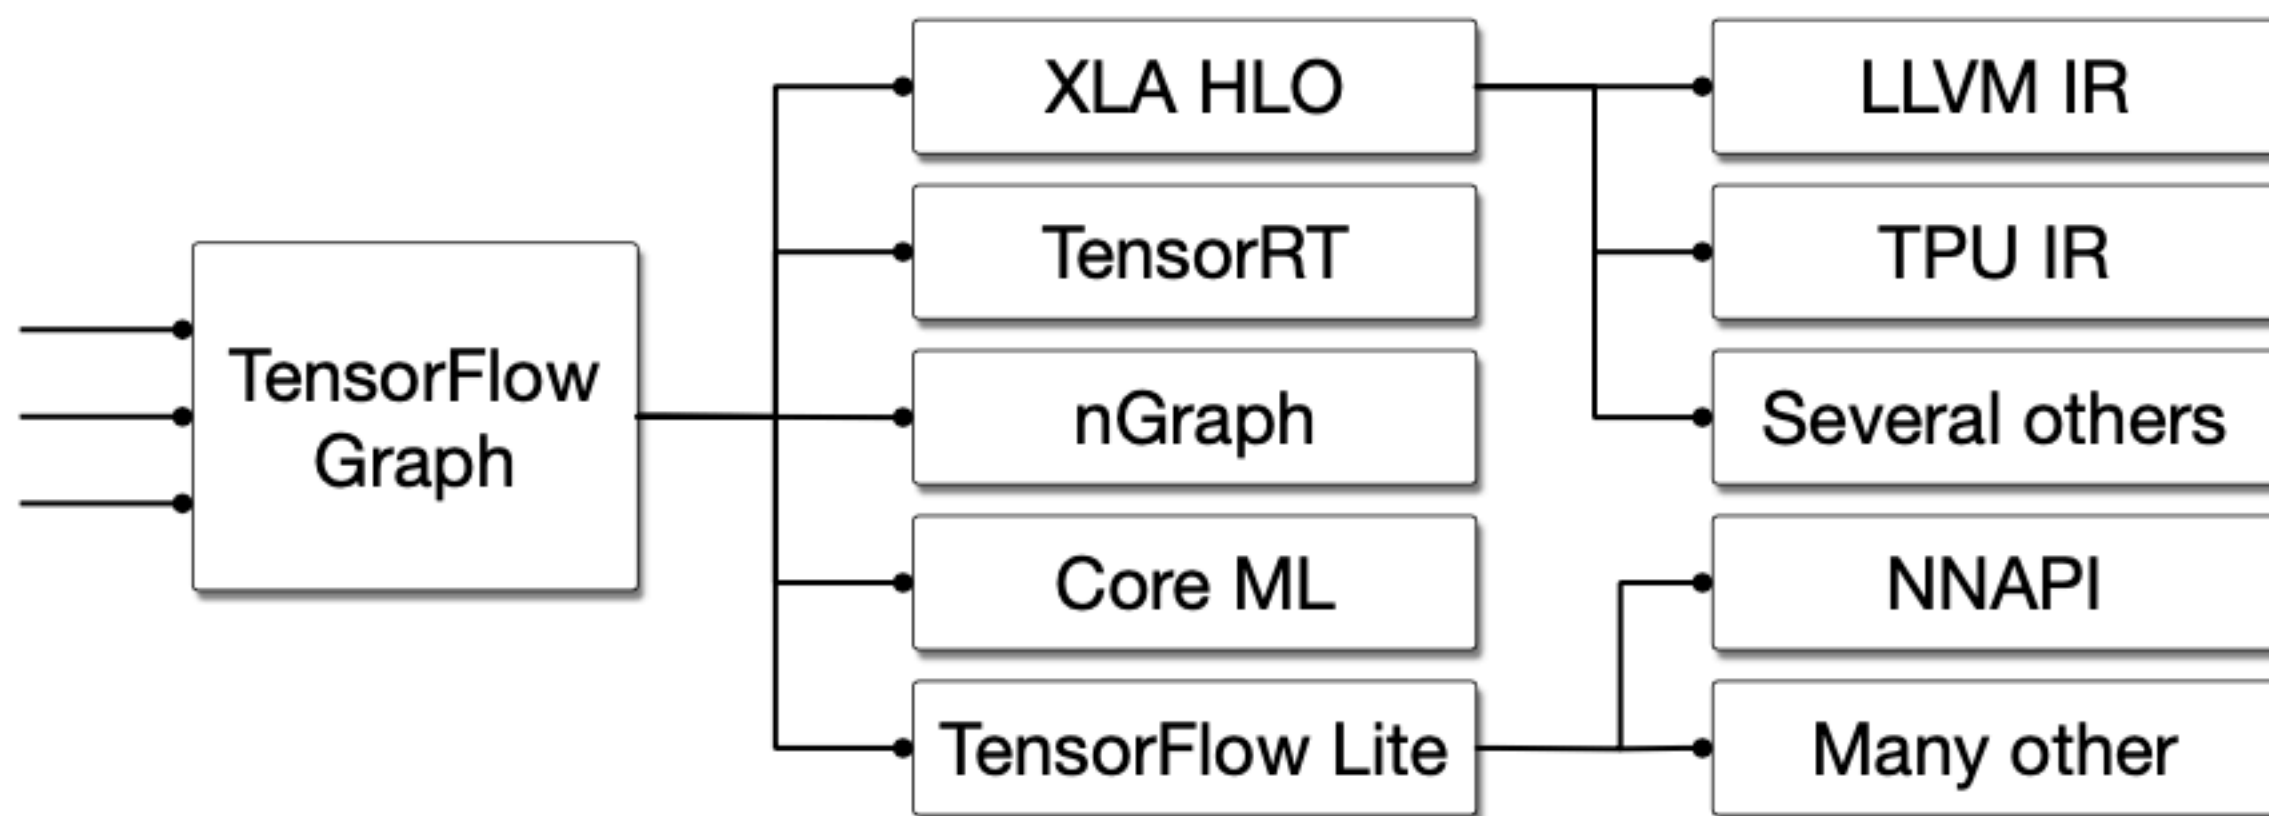 TensorFlow
Graph
XLA HLO
TensorRT
nGraph
Core ML
TensorFlow Lite
LLVM IR
TPU IR
Several others
NNAPI
Many other